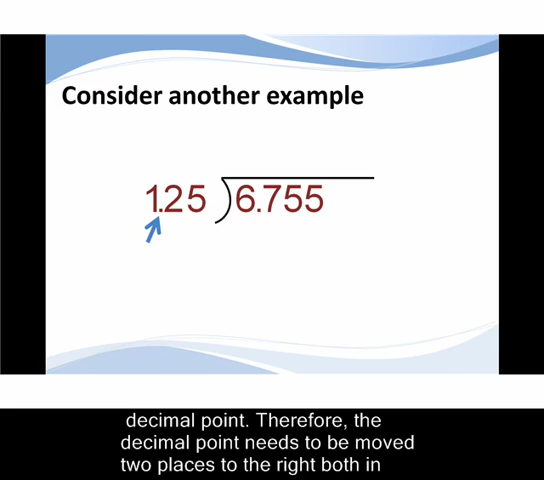 Consider another example
1.25 6.755
decimal point. Therefore, the
decimal point needs to be moved
two places to the right both in